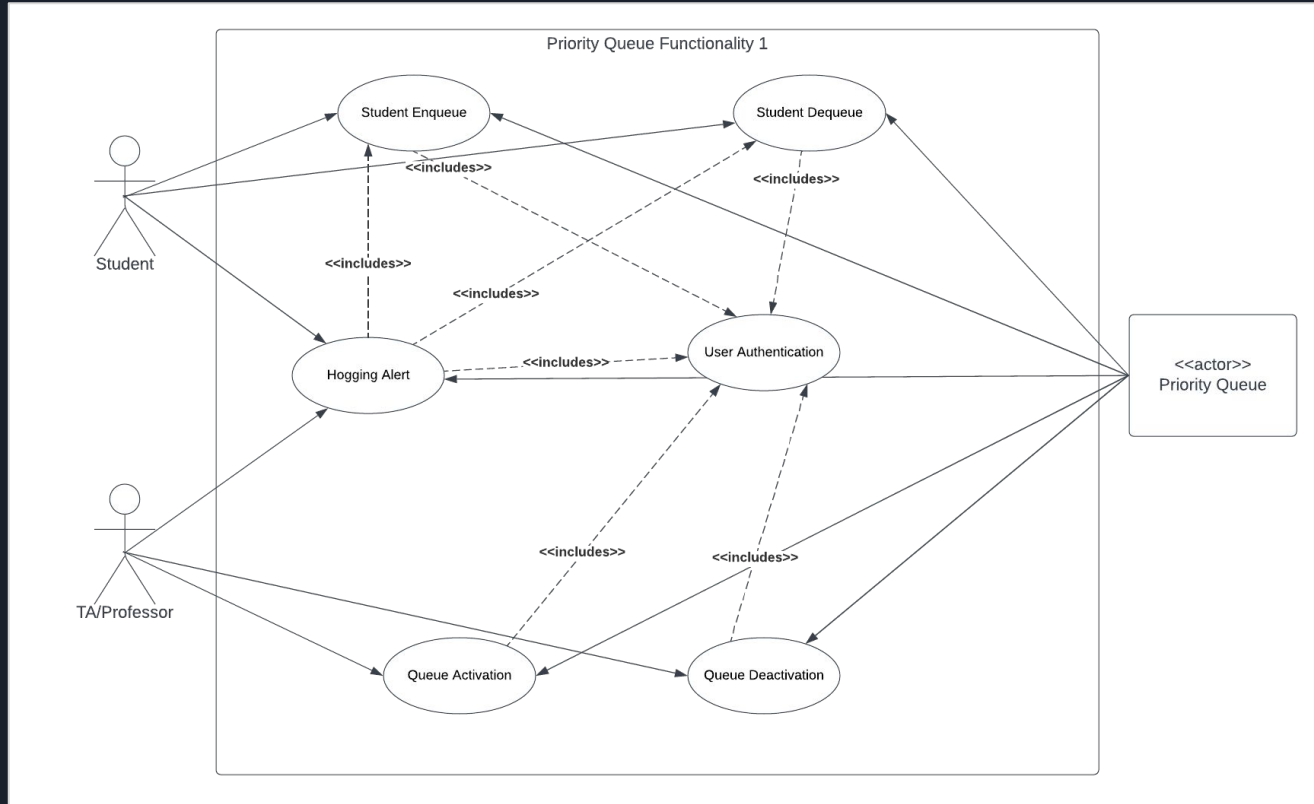 Priority Queue Functionality 1
Student Enqueue
Student Dequeue
<<includes>>
<<includes>>
Student
<<includes>>
<<includes>>
User Authentication
<<includes>>
Hogging Alert
<<actor>>
Priority Queue
<<includes>>
<<includes>>
TA/Professor
Queue Activation
Queue Deactivation